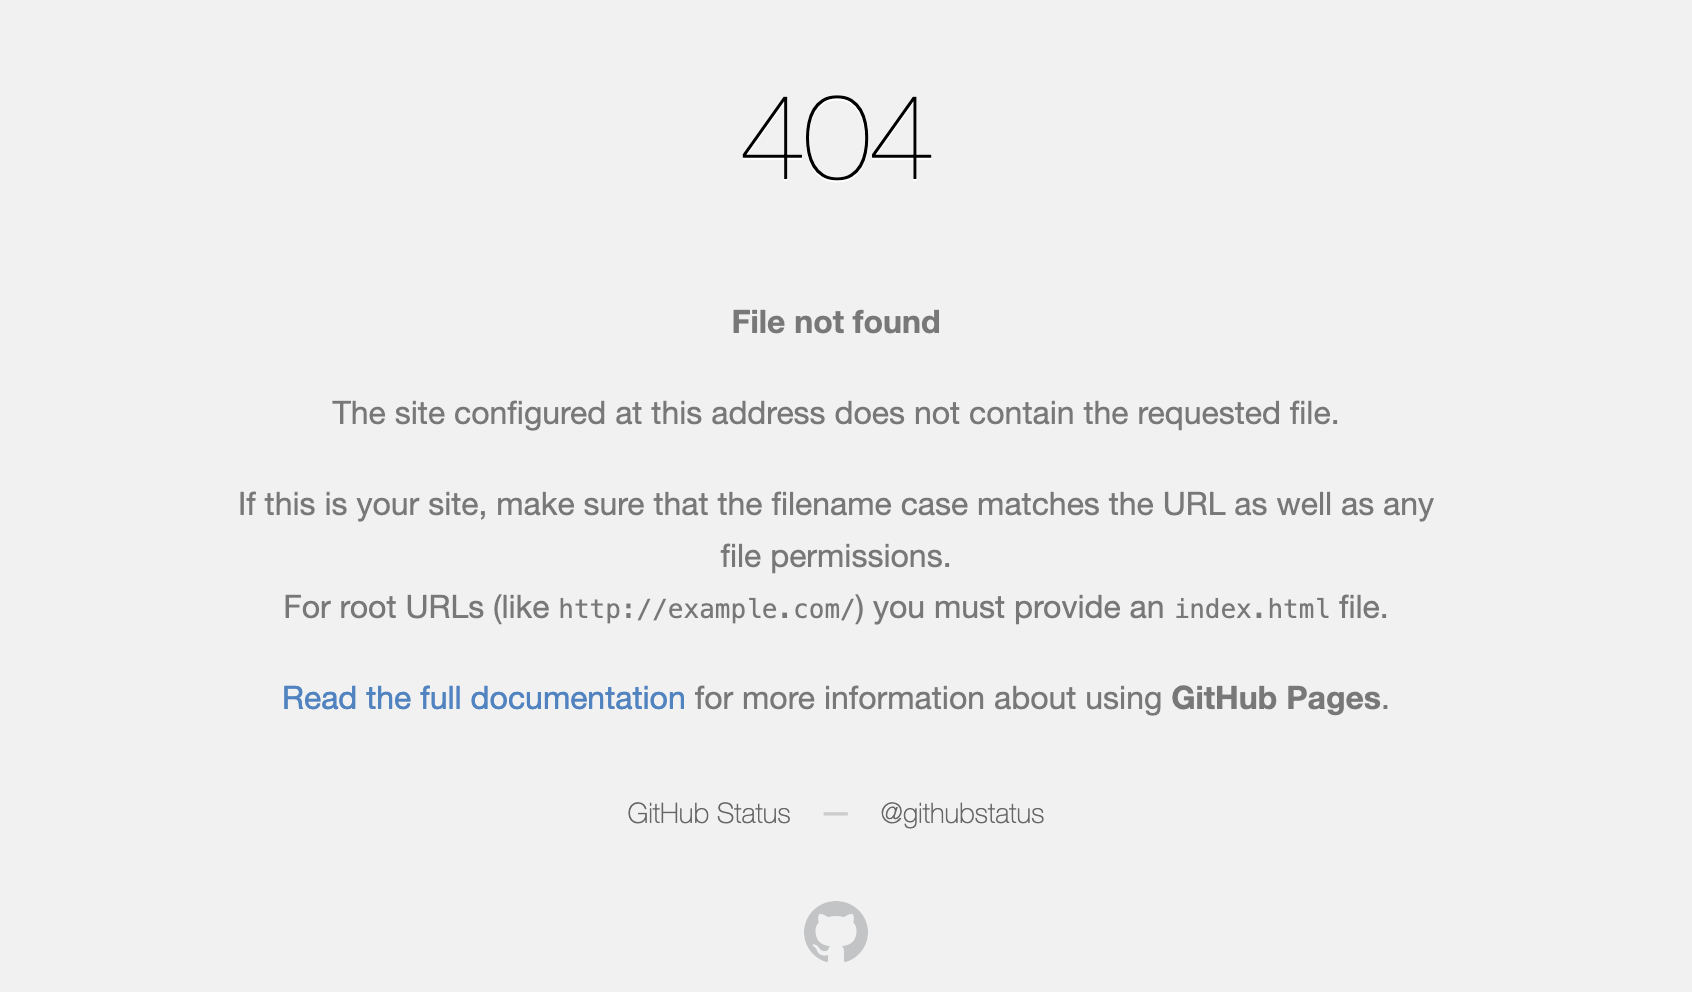 404
File not found
The site configured at this address does not contain the requested file.
If this is your site, make sure that the filename case matches the URL as well as any
file permissions.
For root URLs (like http://example.com/) you must provide an index.html file.
Read the full documentation for more information about using GitHub Pages.
GitHub Status — @githubstatus